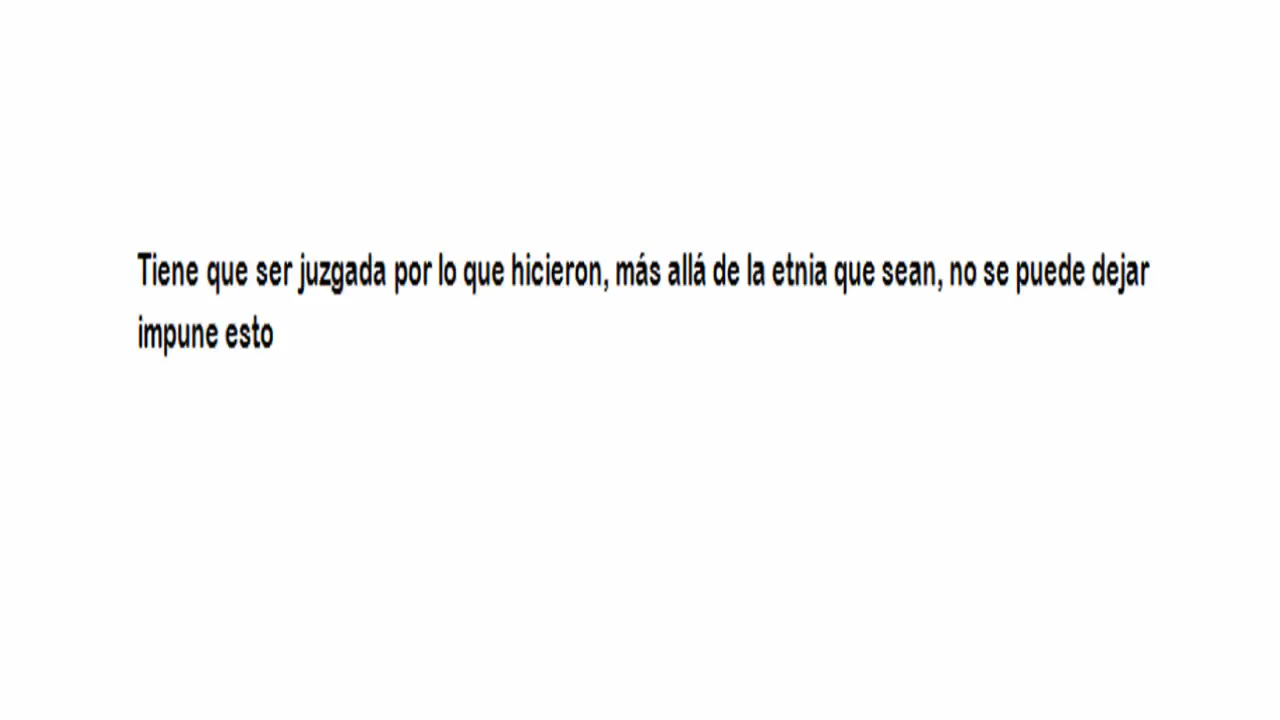 Tiene que ser juzgada por lo que hicieron, más allá de la etnia que sean, no se puede dejar
impune esto